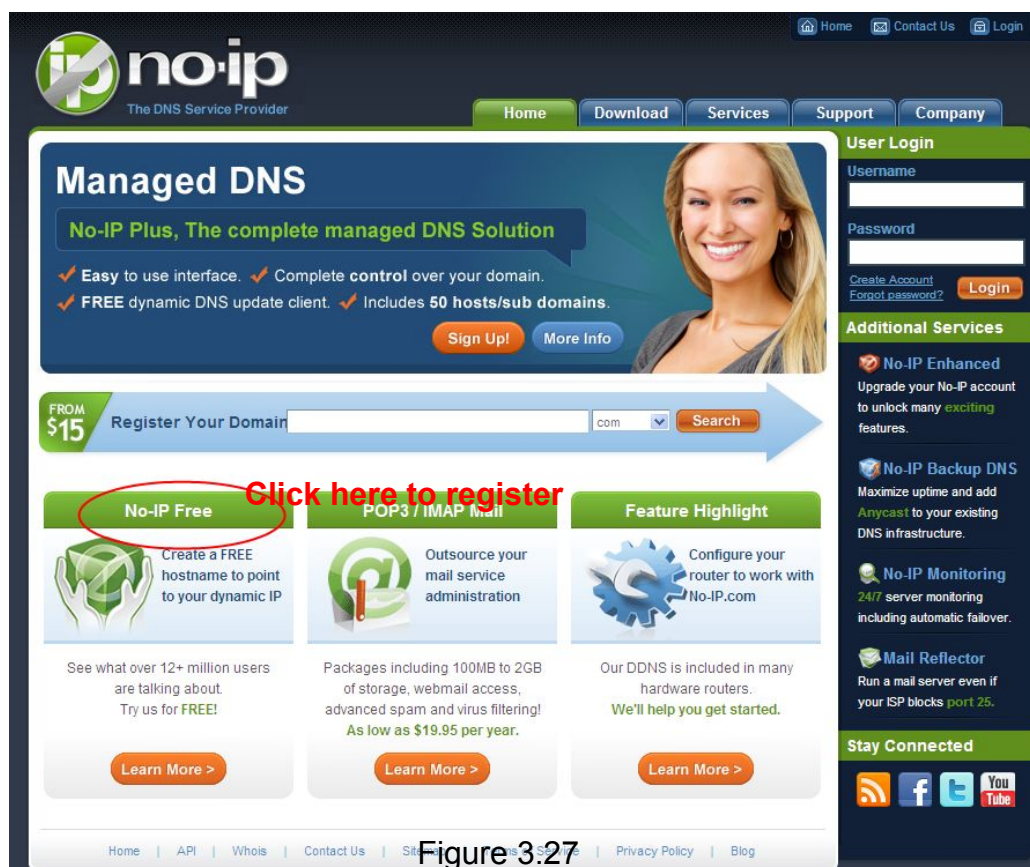 Home Contact Us Login
no·ip
The DNS Service Provider
Home Download Services Support Company
Managed DNS
No-IP Plus, The complete managed DNS Solution
Easy to use interface. Complete control over your domain.
FREE dynamic DNS update client. Includes 50 hosts/sub domains.
Sign Up! More Info
User Login
Username
Password
Create Account
Forgot password?
Login
FROM
$15
Register Your Domain
com
Search
Click here to register
No-IP Free
Create a FREE
hostname to point
to your dynamic IP
See what over 12+ million users
are talking about.
Try us for FREE!
Learn More >
POP3 / IMAP Mail
Outsource your
mail service
administration
Packages including 100MB to 2GB
of storage, webmail access,
advanced spam and virus filtering!
As low as $19.95 per year.
Learn More >
Feature Highlight
Configure your
router to work with
No-IP.com
Our DDNS is included in many
hardware routers.
We'll help you get started.
Learn More >
Additional Services
No-IP Enhanced
Upgrade your No-IP account
to unlock many exciting
features.
No-IP Backup DNS
Maximize uptime and add
Anycast to your existing
DNS infrastructure.
No-IP Monitoring
24/7 server monitoring
including automatic failover.
Mail Reflector
Run a mail server even if
your ISP blocks port 25.
Stay Connected
You
Tube
Home | API | Whois | Contact Us | | Privacy Policy | Blog
Figure 3.27